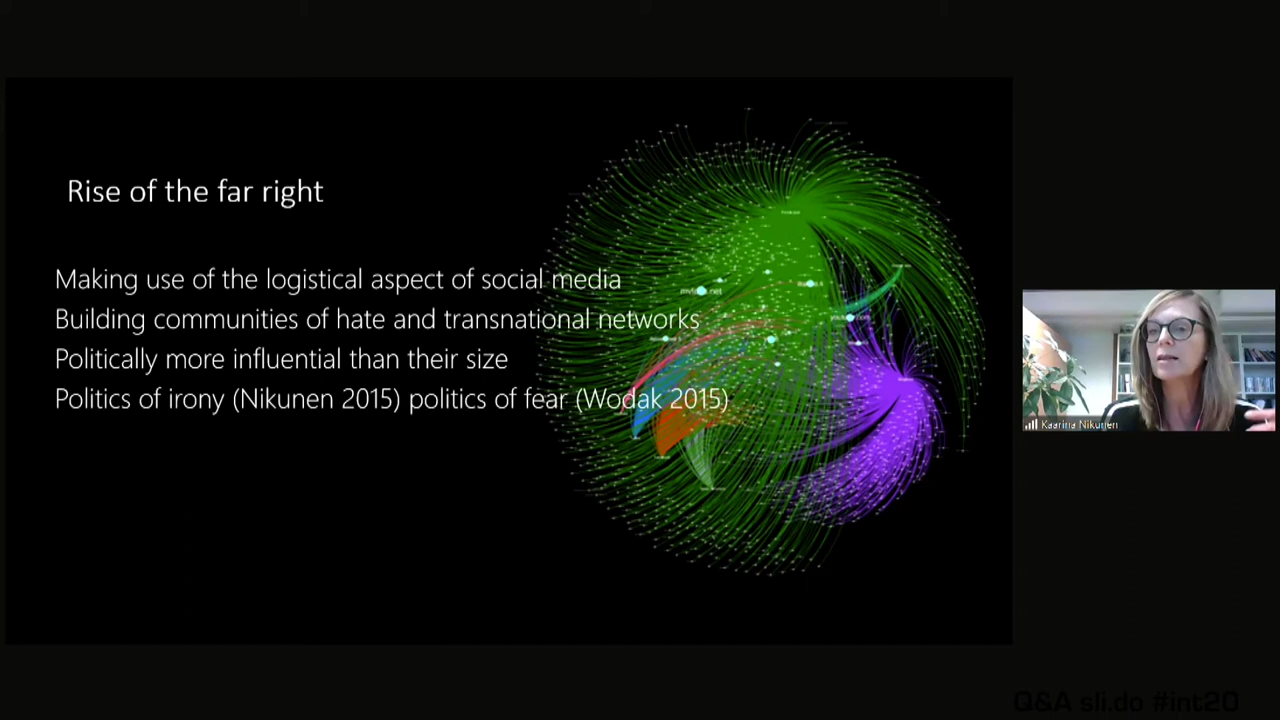 Rise of the far right
Making use of the logistical aspect of social media
Building communities of hate and transnational networks
Politically more influential than their size
Politics of irony (Nikunen 2015) politics of fear (Wodak 2015)
Kaarina Nikunen
Q&A sli.do #int20